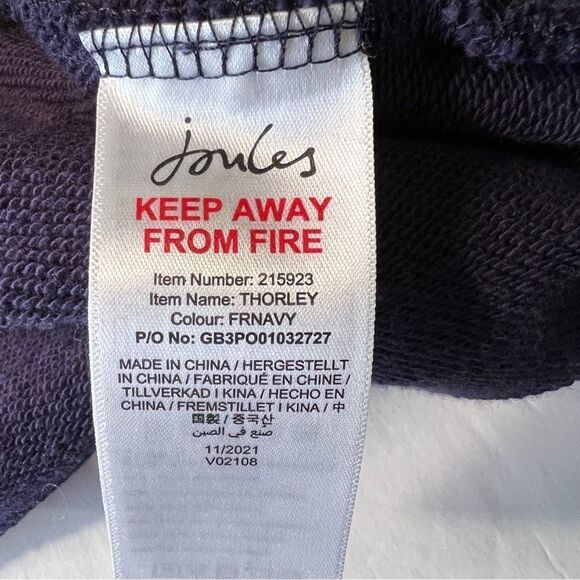 Joules
KEEP AWAY
FROM FIRE
Item Number: 215923
Item Name: THORLEY
Colour: FRNAVY
P/O No: GB3PO01032727
MADE IN CHINA / HERGESTELLT
IN CHINA / FABRIQUÉ EN CHINE /
TILLVERKAD I KINA / HECHO EN
CHINA / FREMSTILLET I KINA / 中
国製 / 중국산
صنع في الصين
11/2021
V02108